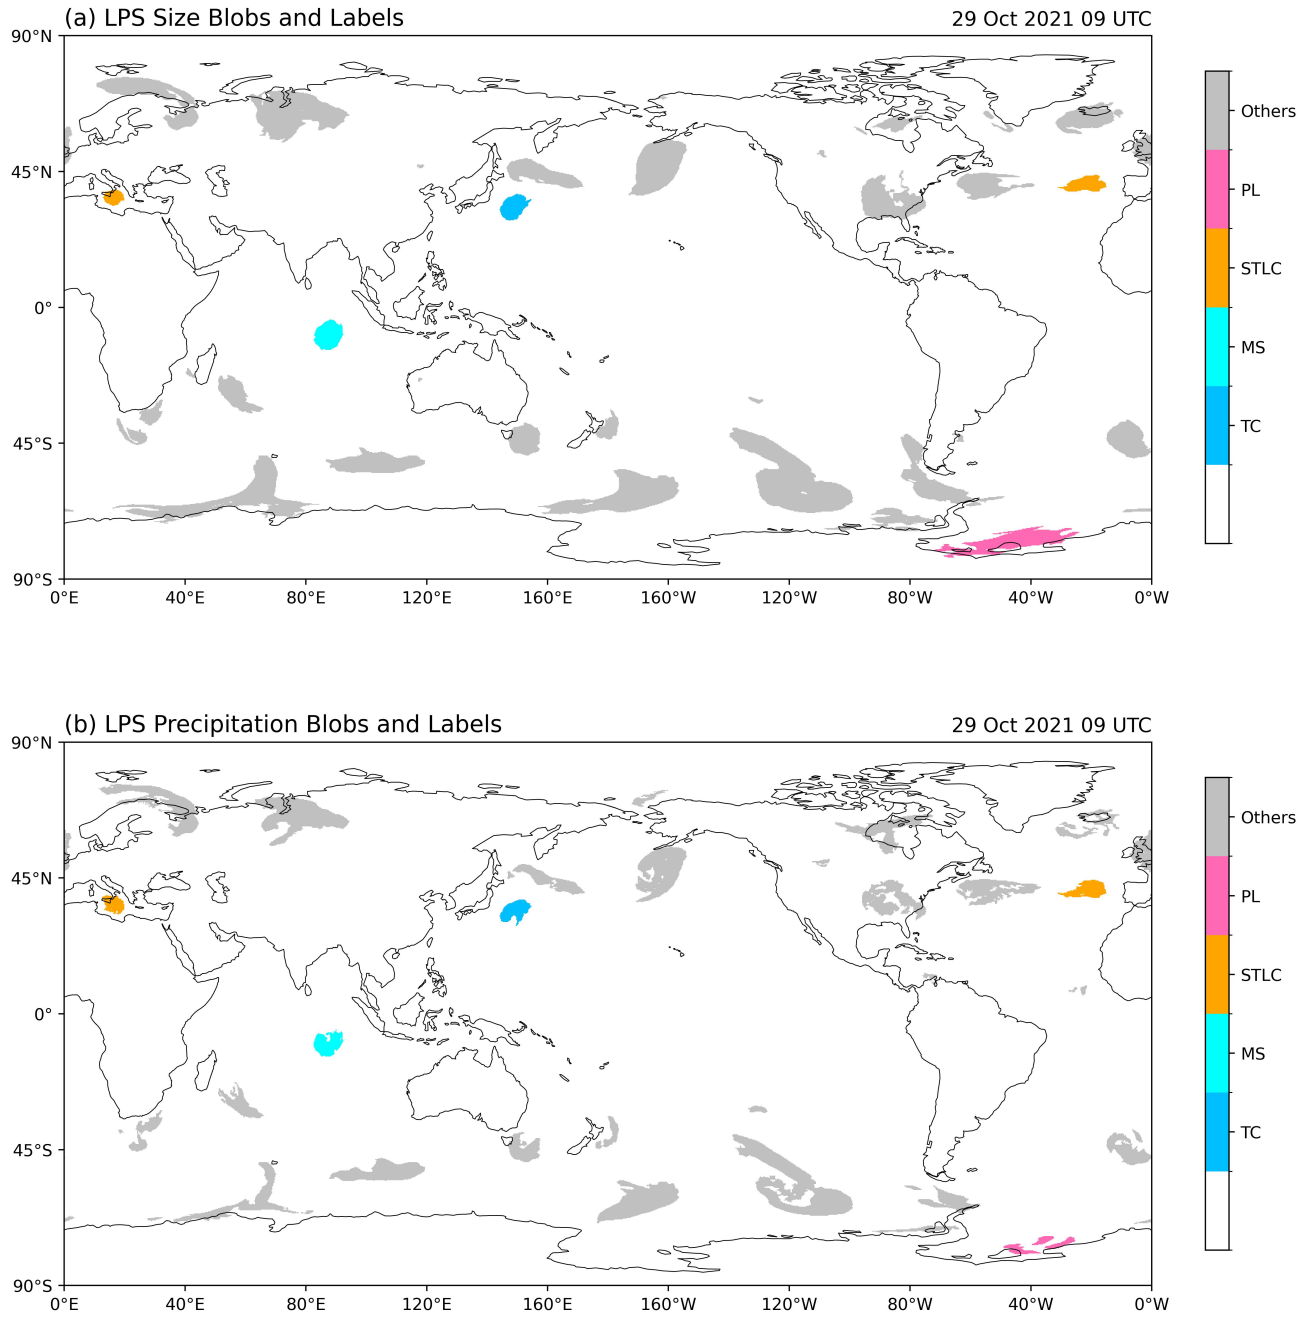 (a) LPS Size Blobs and Labels 29 Oct 2021 09 UTC
90°N
45°N
0°
45°S
90°S
0°E 40°E 80°E 120°E 160°E 160°W 120°W 80°W 40°W 0°W
Others
PL
STLC
MS
TC
(b) LPS Precipitation Blobs and Labels 29 Oct 2021 09 UTC
90°N
45°N
0°
45°S
90°S
0°E 40°E 80°E 120°E 160°E 160°W 120°W 80°W 40°W 0°W
Others
PL
STLC
MS
TC